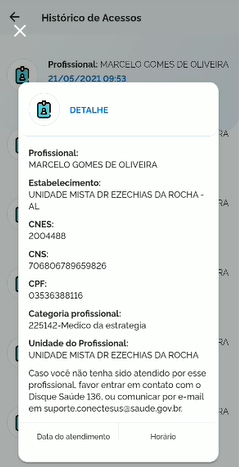 Histórico de Acessos
Profissional: MARCELO GOMES DE OLIVEIRA
21/05/2021 09:53
DETALHE
Profissional:
MARCELO GOMES DE OLIVEIRA
Estabelecimento:
UNIDADE MISTA DR EZECHIAS DA ROCHA -
AL
CNES:
2004488
CNS:
706806789659826
CPF:
03536388116
Categoria profissional:
225142-Medico da estrategia
Unidade do Profissional:
UNIDADE MISTA DR EZECHIAS DA ROCHA
Caso você não tenha sido atendido por esse
profissional, favor entrar em contato com o
Disque Saúde 136, ou comunicar por e-mail
em suporte.conectesus@saude.gov.br.
Data do atendimento Horário